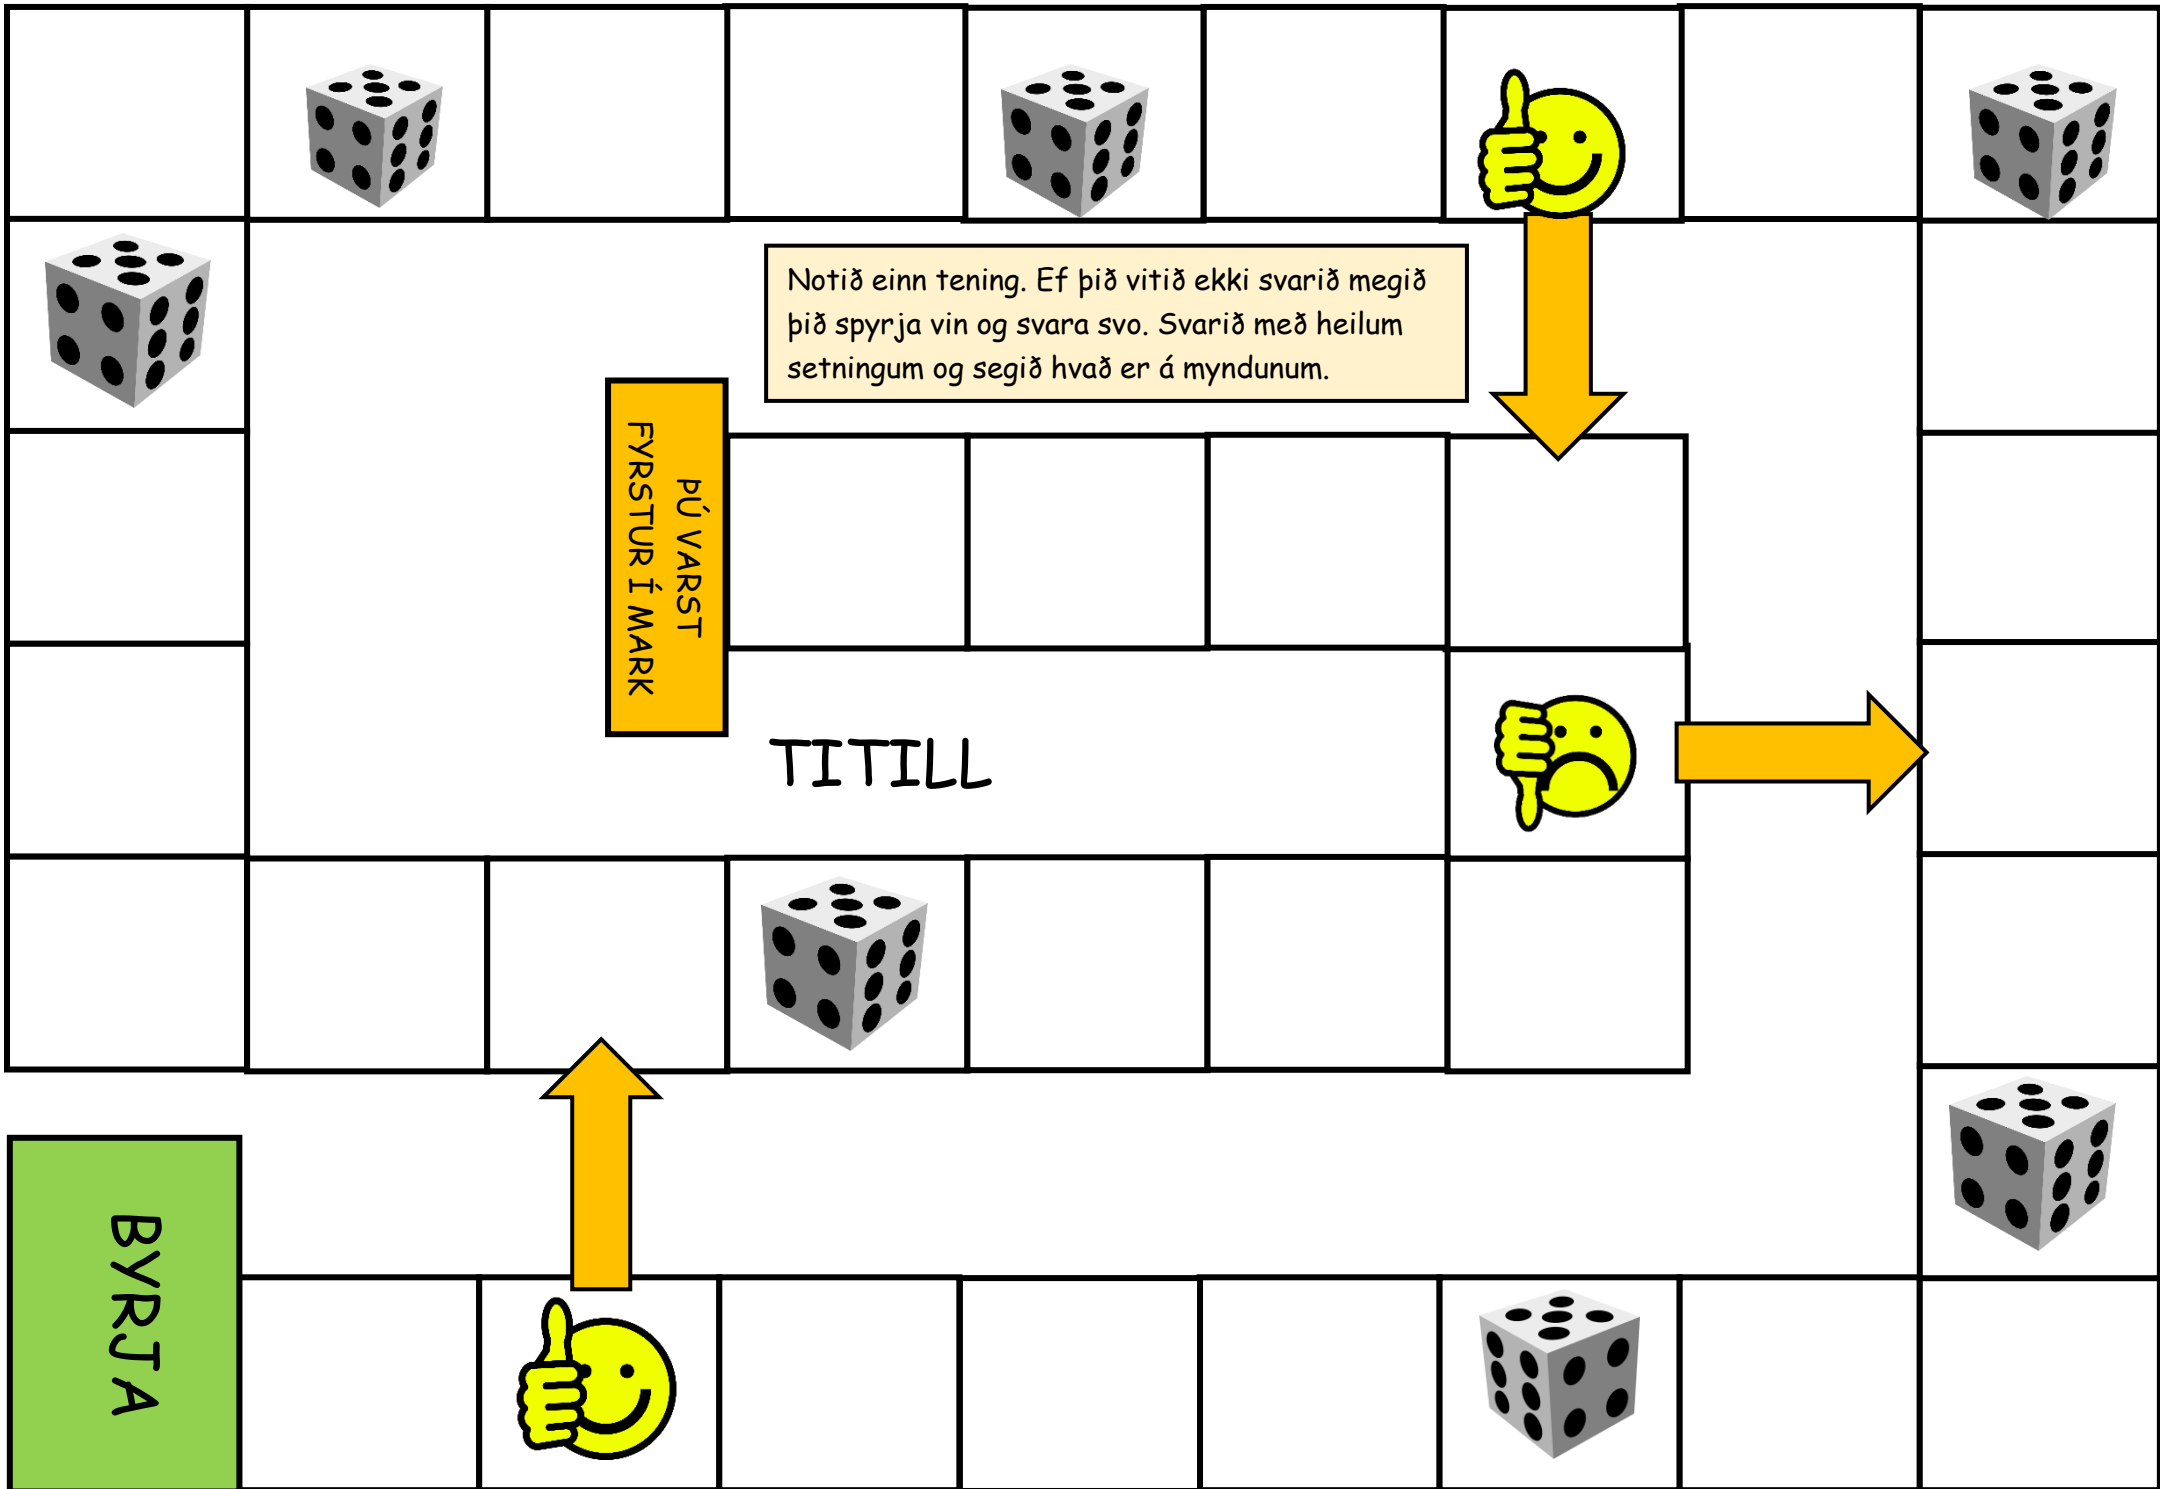 Notið einn tening. Ef þið vitið ekki svarið megið
þið spyrja vin og svara svo. Svarið með heilum
setningum og segið hvað er á myndunum.
ÞÚ VARST
FYRSTUR Í MARK
TITILL
BYRJA